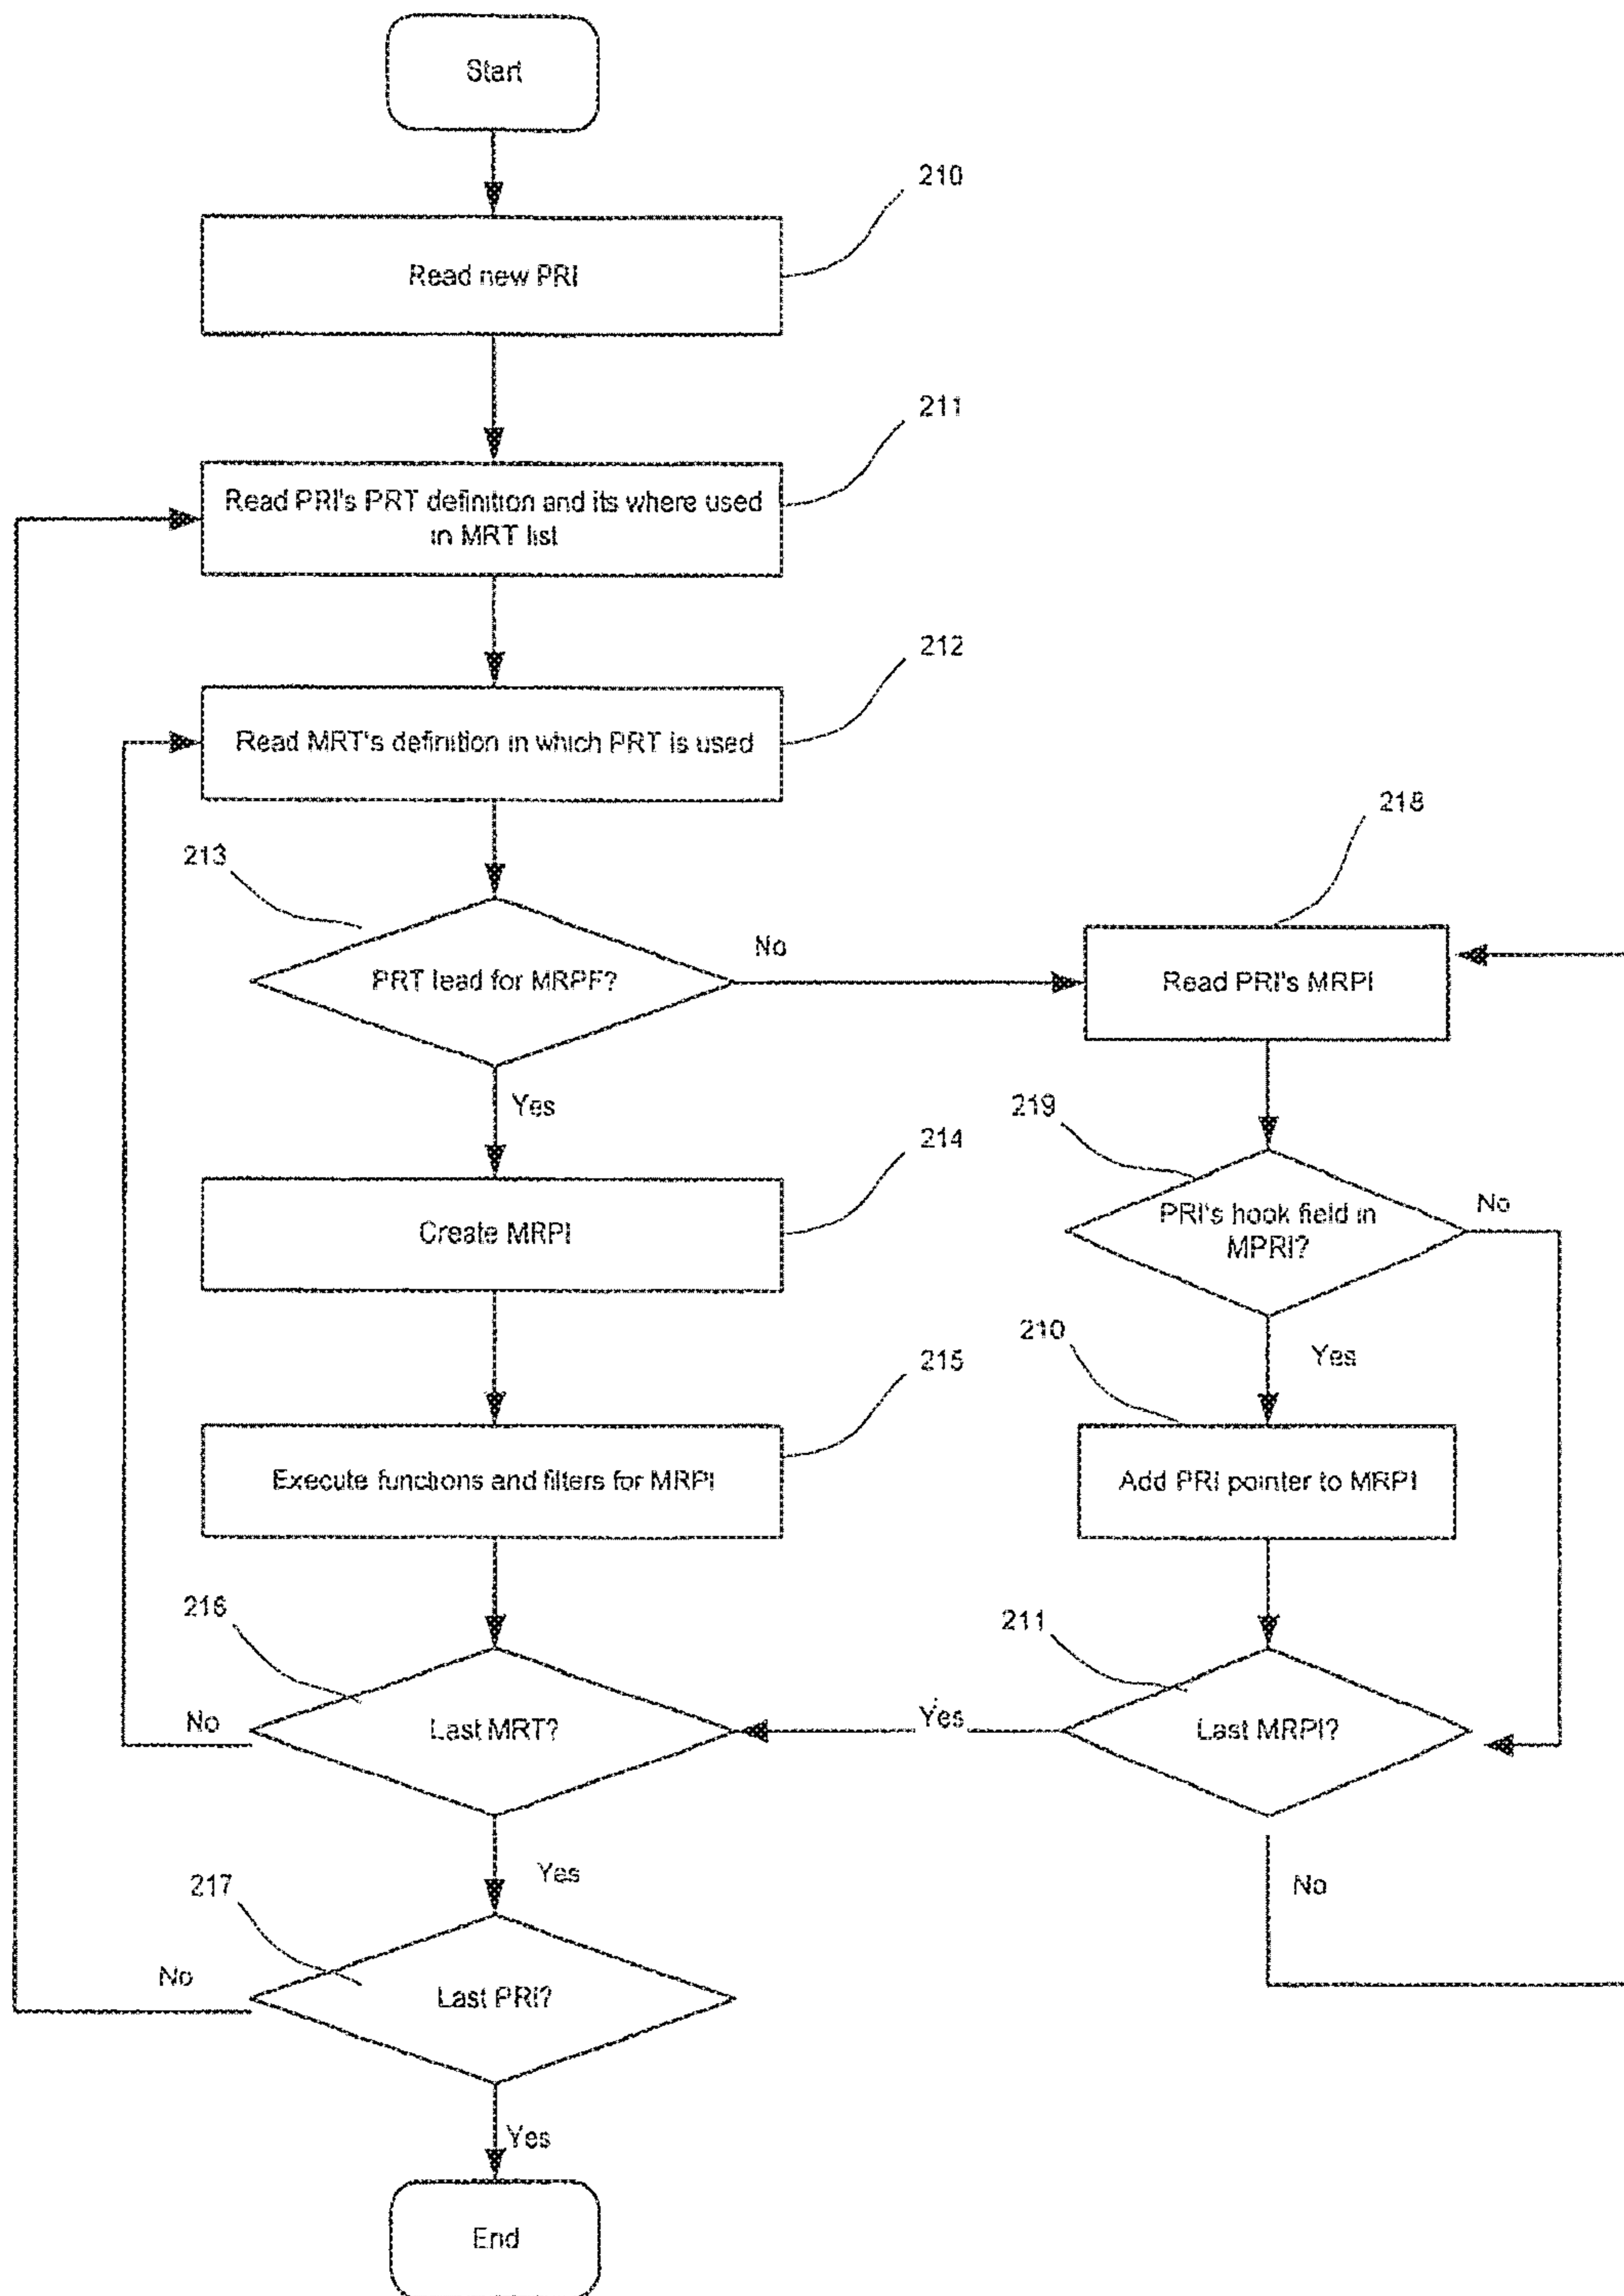 Start
210
Read new PRI
211
Read PRI's PRT definition and its where used
in MRT list
212
Read MRT's definition in which PRT is used
218
213
No
PRT lead for MRPF?
Read PRI's MRPI
Yes
219
214
PRI's hook field in
MPRI?
No
Create MRPI
210
Yes
215
Execute functions and filters for MRPI
Add PRI pointer to MRPI
216
211
No
Last MRT?
Yes
Last MRPI?
Yes
No
217
No
Last PRI?
Yes
End